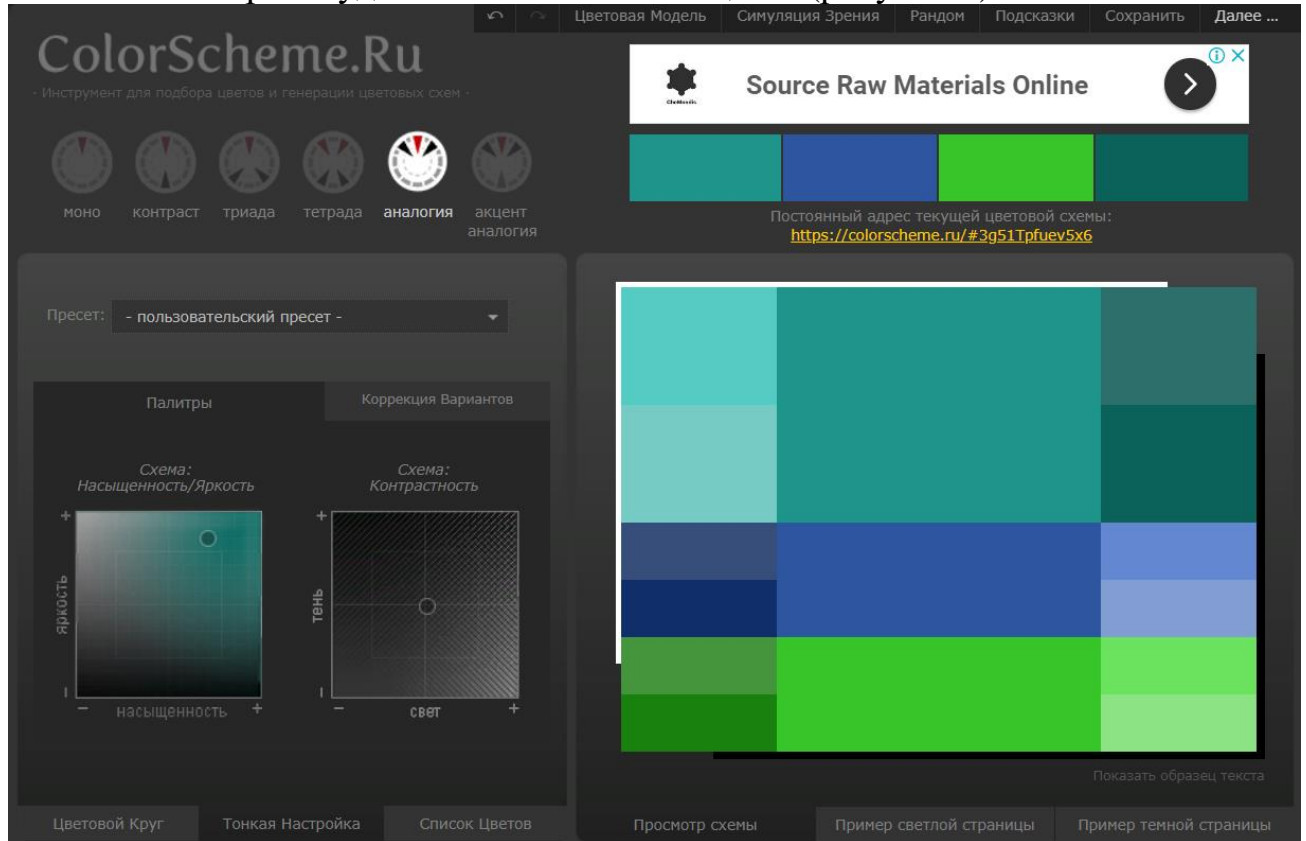 Цветовая Модель Симуляция Зрения Рандом Подсказки Сохранить Далее ...
ColorScheme.Ru
- Инструмент для подбора цветов и генерации цветовых схем -
Source Raw Materials Online
моно контраст триада тетрада аналогия акцент аналогия
Постоянный адрес текущей цветовой схемы:
https://colorscheme.ru/#3g51Tpfuev5x6
Пресет: - пользовательский пресет -
Палитры Коррекция Вариантов
Схема: Схема:
Насыщенность/Яркость Контрастность
+ +
яркость тень
– –
– насыщенность + – свет +
Показать образец текста
Цветовой Круг Тонкая Настройка Список Цветов Просмотр схемы Пример светлой страницы Пример темной страницы